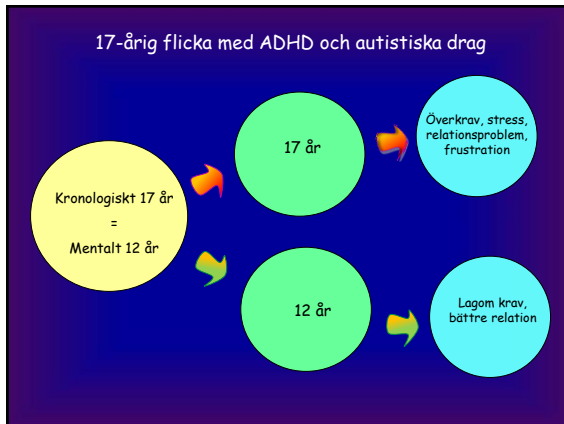 17-årig flicka med ADHD och autistiska drag
Kronologiskt 17 år
=
Mentalt 12 år
17 år
Överkrav, stress,
relationsproblem,
frustration
12 år
Lagom krav,
bättre relation